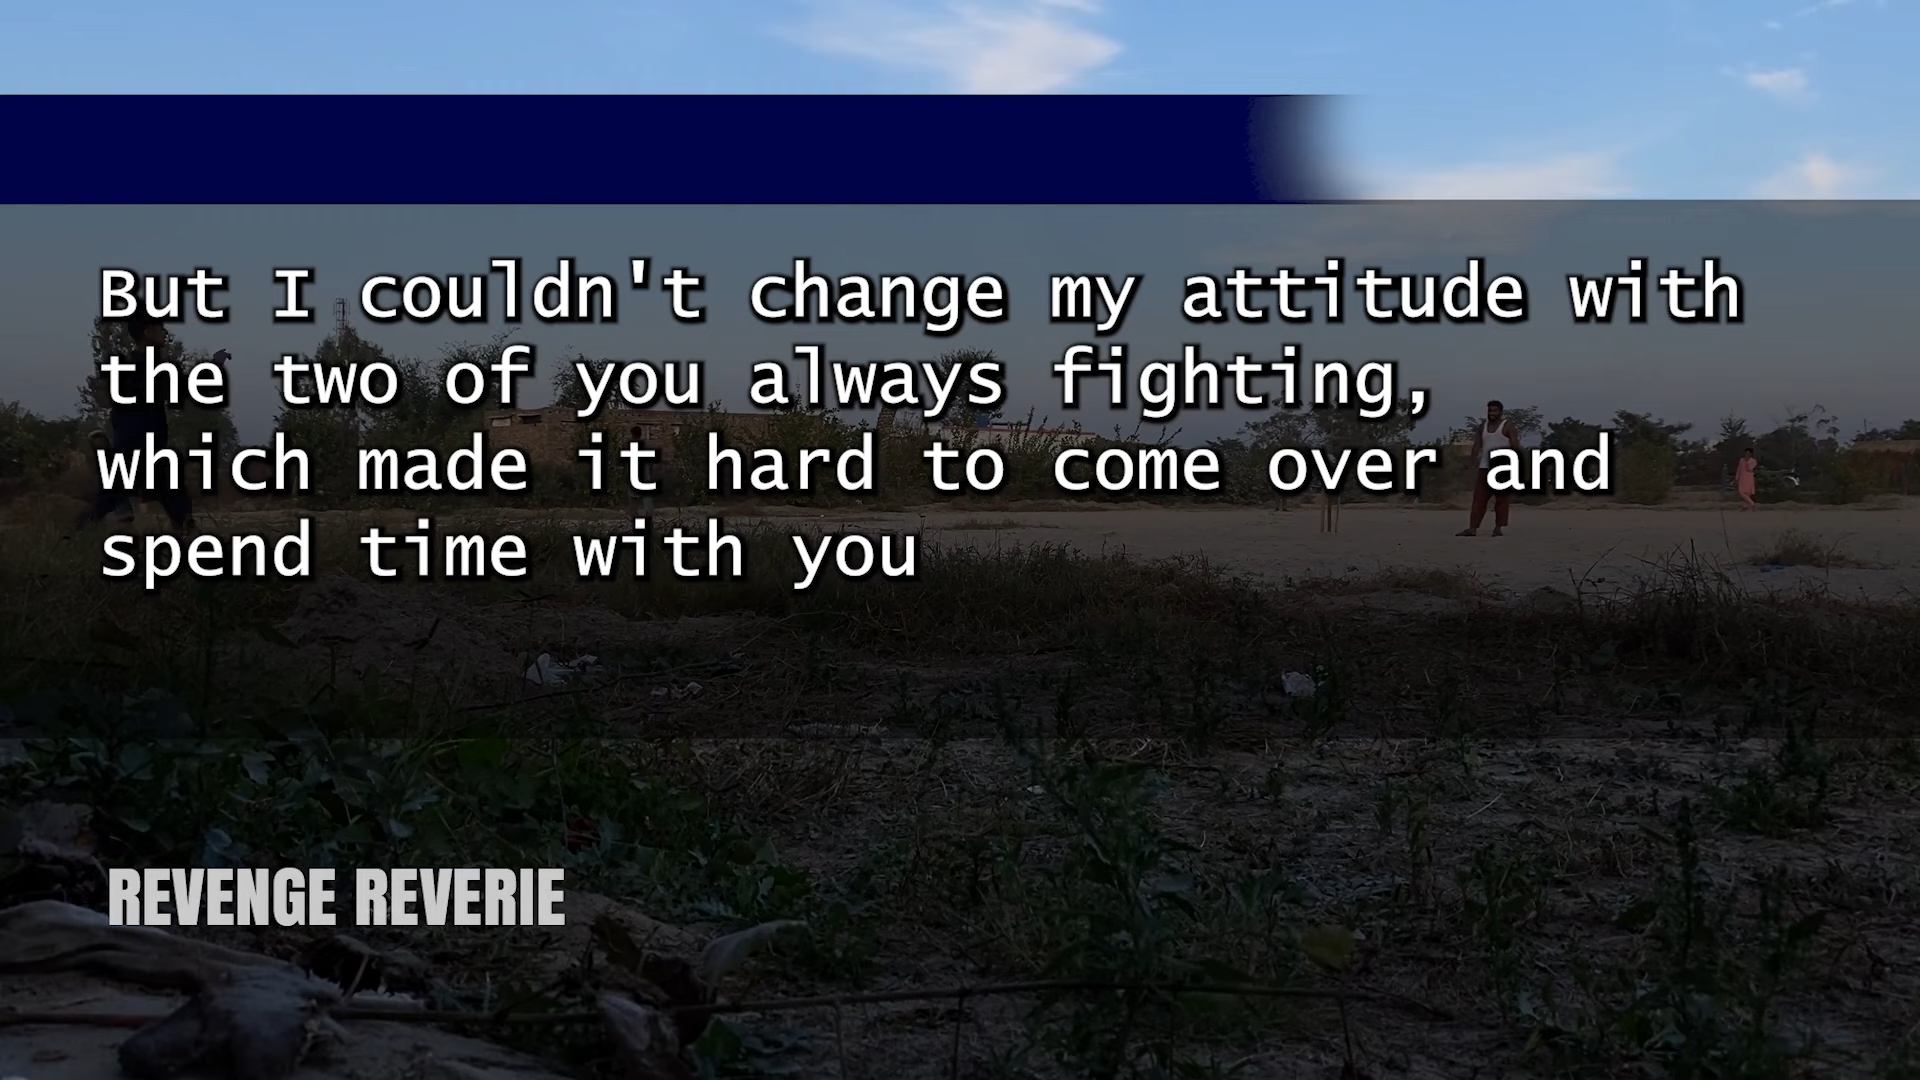 But I couldn't change my attitude with
the two of you always fighting,
which made it hard to come over and
spend time with you
REVENGE REVERIE